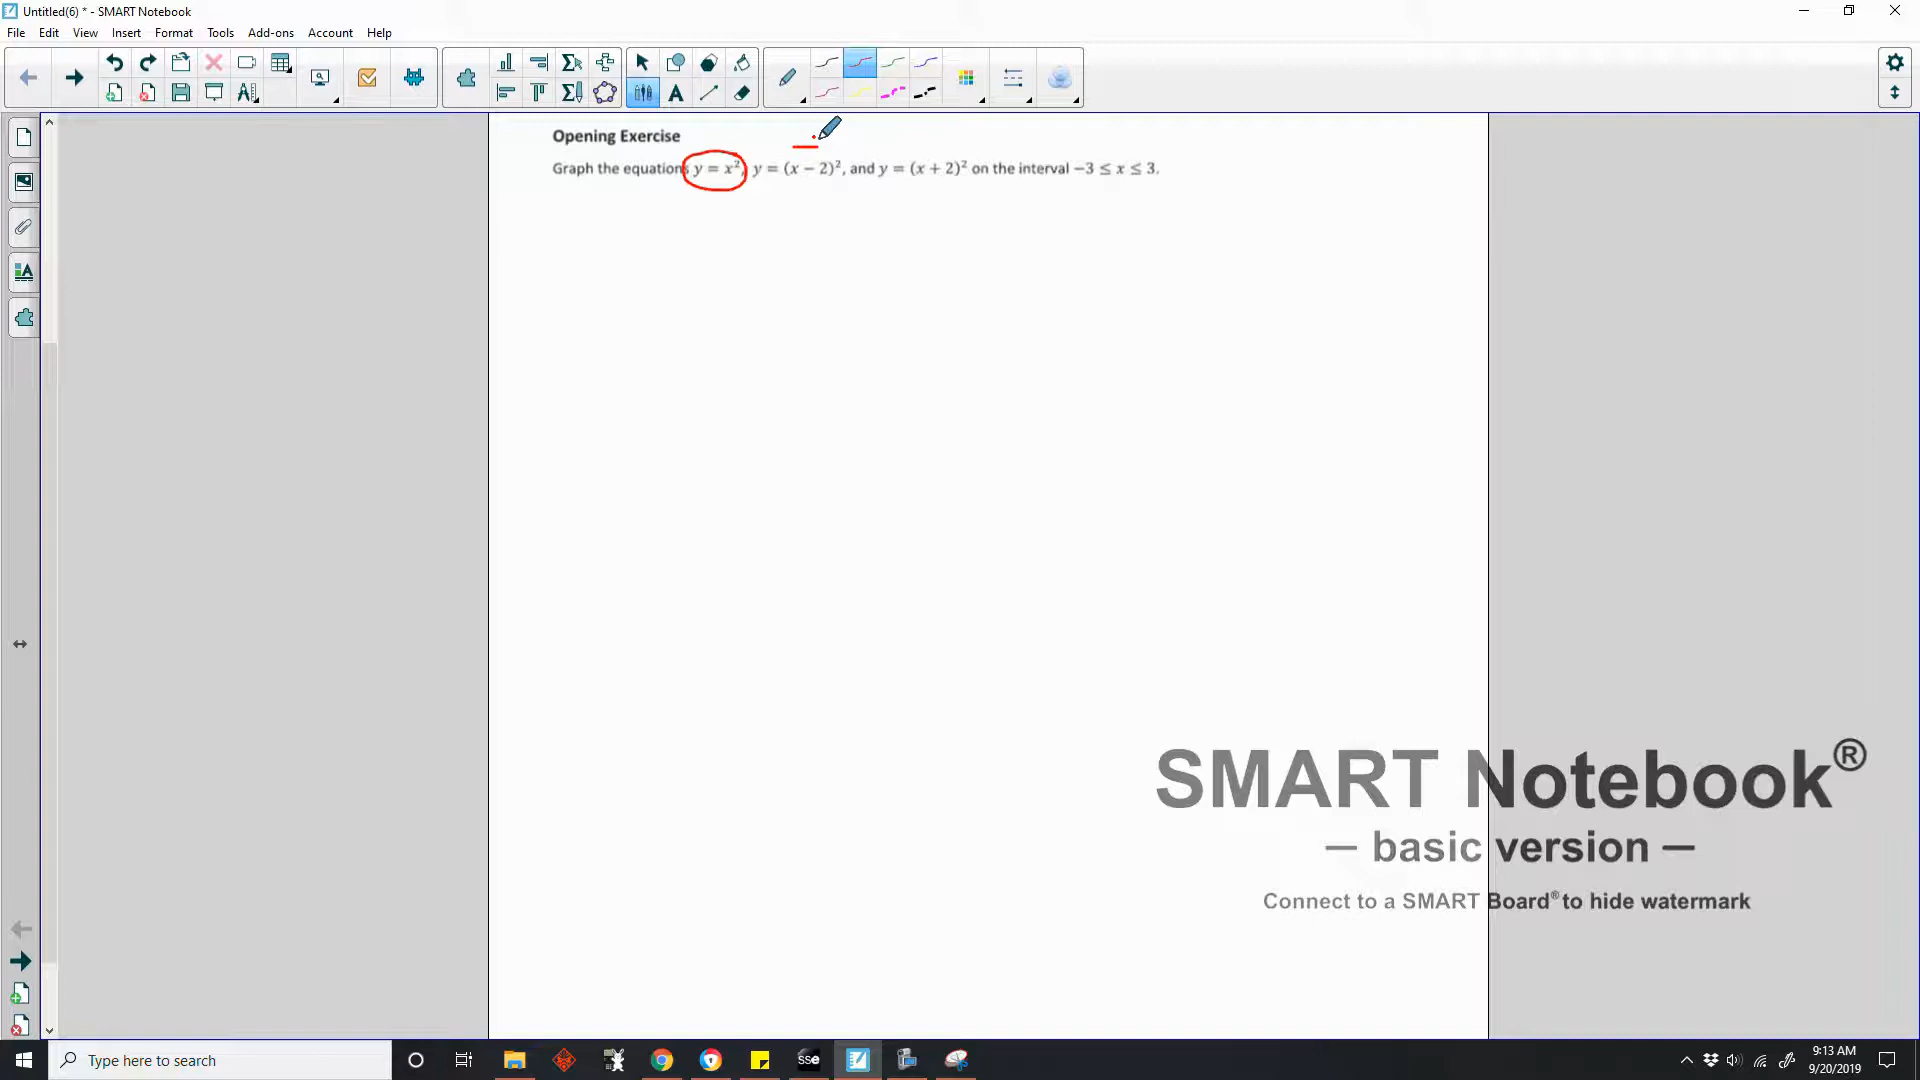 Untitled(6) * - SMART Notebook
File Edit View Insert Format Tools Add-ons Account Help
Opening Exercise
Graph the equations y = x², y = (x − 2)², and y = (x + 2)² on the interval −3 ≤ x ≤ 3.
SMART Notebook®
— basic version —
Connect to a SMART Board® to hide watermark
Type here to search
SSe
9:13 AM
9/20/2019